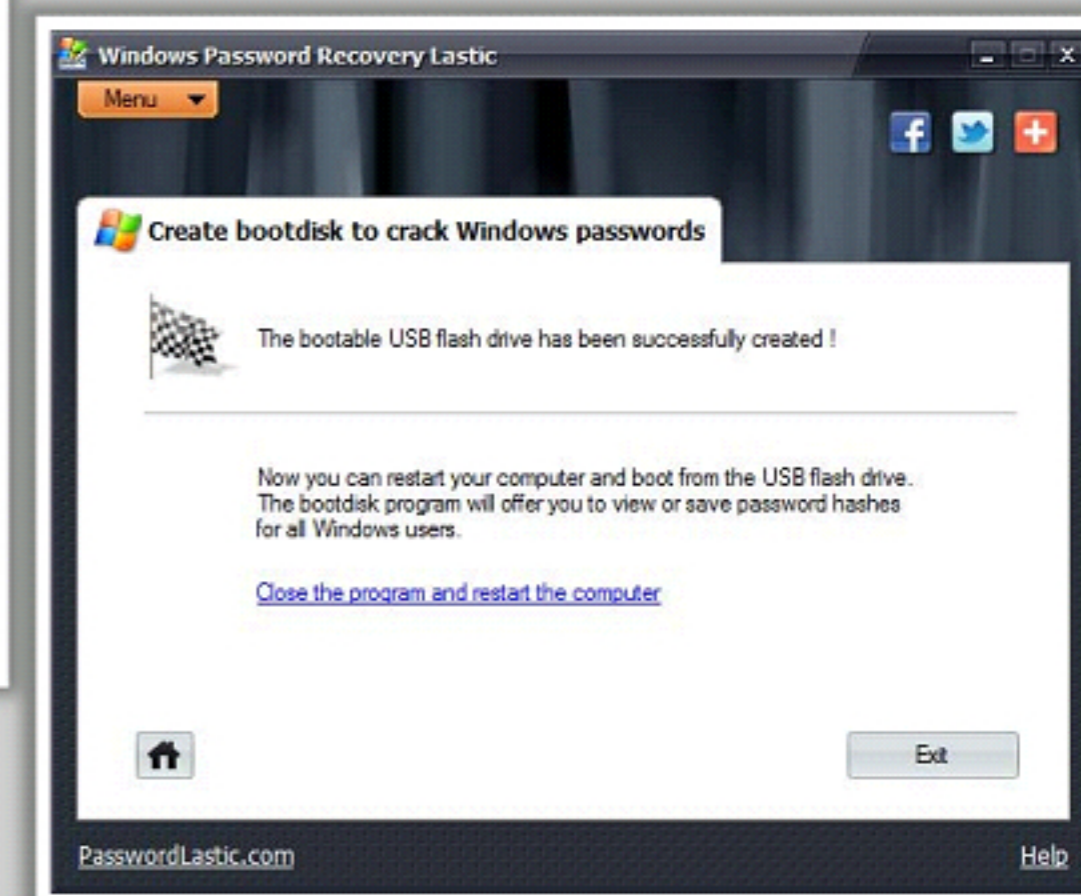 Windows Password Recovery Lastic
Menu
Create bootdisk to crack Windows passwords
The bootable USB flash drive has been successfully created !
Now you can restart your computer and boot from the USB flash drive.
The bootdisk program will offer you to view or save password hashes
for all Windows users.
Close the program and restart the computer
Exit
PasswordLastic.com
Help